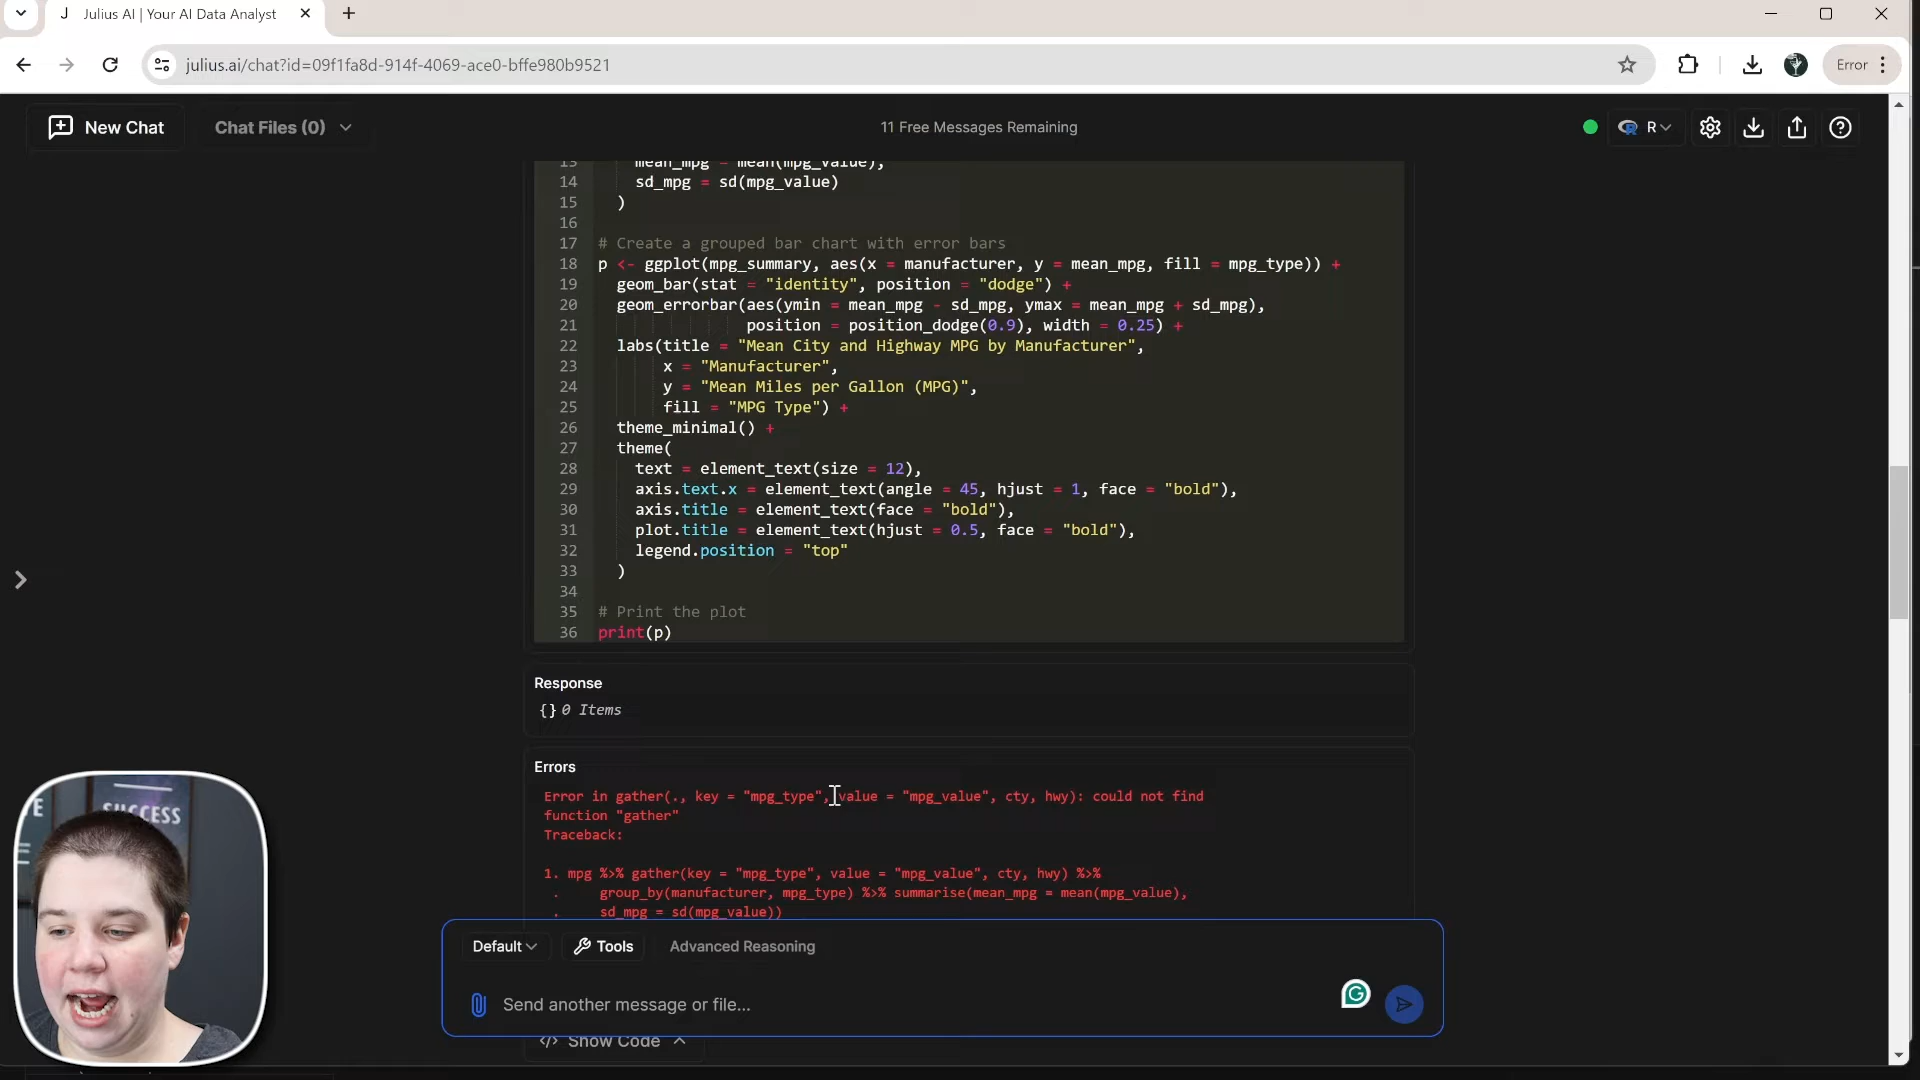 Julius AI | Your AI Data Analyst
julius.ai/chat?id=09f1fa8d-914f-4069-ace0-bffe980b9521
Error
New Chat
Chat Files (0)
11 Free Messages Remaining
R
13 mean_mpg = mean(mpg_value),
14 sd_mpg = sd(mpg_value)
15 )
16
17 # Create a grouped bar chart with error bars
18 p <- ggplot(mpg_summary, aes(x = manufacturer, y = mean_mpg, fill = mpg_type)) +
19 geom_bar(stat = "identity", position = "dodge") +
20 geom_errorbar(aes(ymin = mean_mpg - sd_mpg, ymax = mean_mpg + sd_mpg),
21 position = position_dodge(0.9), width = 0.25) +
22 labs(title = "Mean City and Highway MPG by Manufacturer",
23 x = "Manufacturer",
24 y = "Mean Miles per Gallon (MPG)",
25 fill = "MPG Type") +
26 theme_minimal() +
27 theme(
28 text = element_text(size = 12),
29 axis.text.x = element_text(angle = 45, hjust = 1, face = "bold"),
30 axis.title = element_text(face = "bold"),
31 plot.title = element_text(hjust = 0.5, face = "bold"),
32 legend.position = "top"
33 )
34
35 # Print the plot
36 print(p)
Response
{} 0 Items
Errors
Error in gather(., key = "mpg_type", value = "mpg_value", cty, hwy): could not find
function "gather"
Traceback:
1. mpg %>% gather(key = "mpg_type", value = "mpg_value", cty, hwy) %>%
. group_by(manufacturer, mpg_type) %>% summarise(mean_mpg = mean(mpg_value),
. sd_mpg = sd(mpg_value))
Default
Tools
Advanced Reasoning
Send another message or file...
</> Show Code
SUCCESS